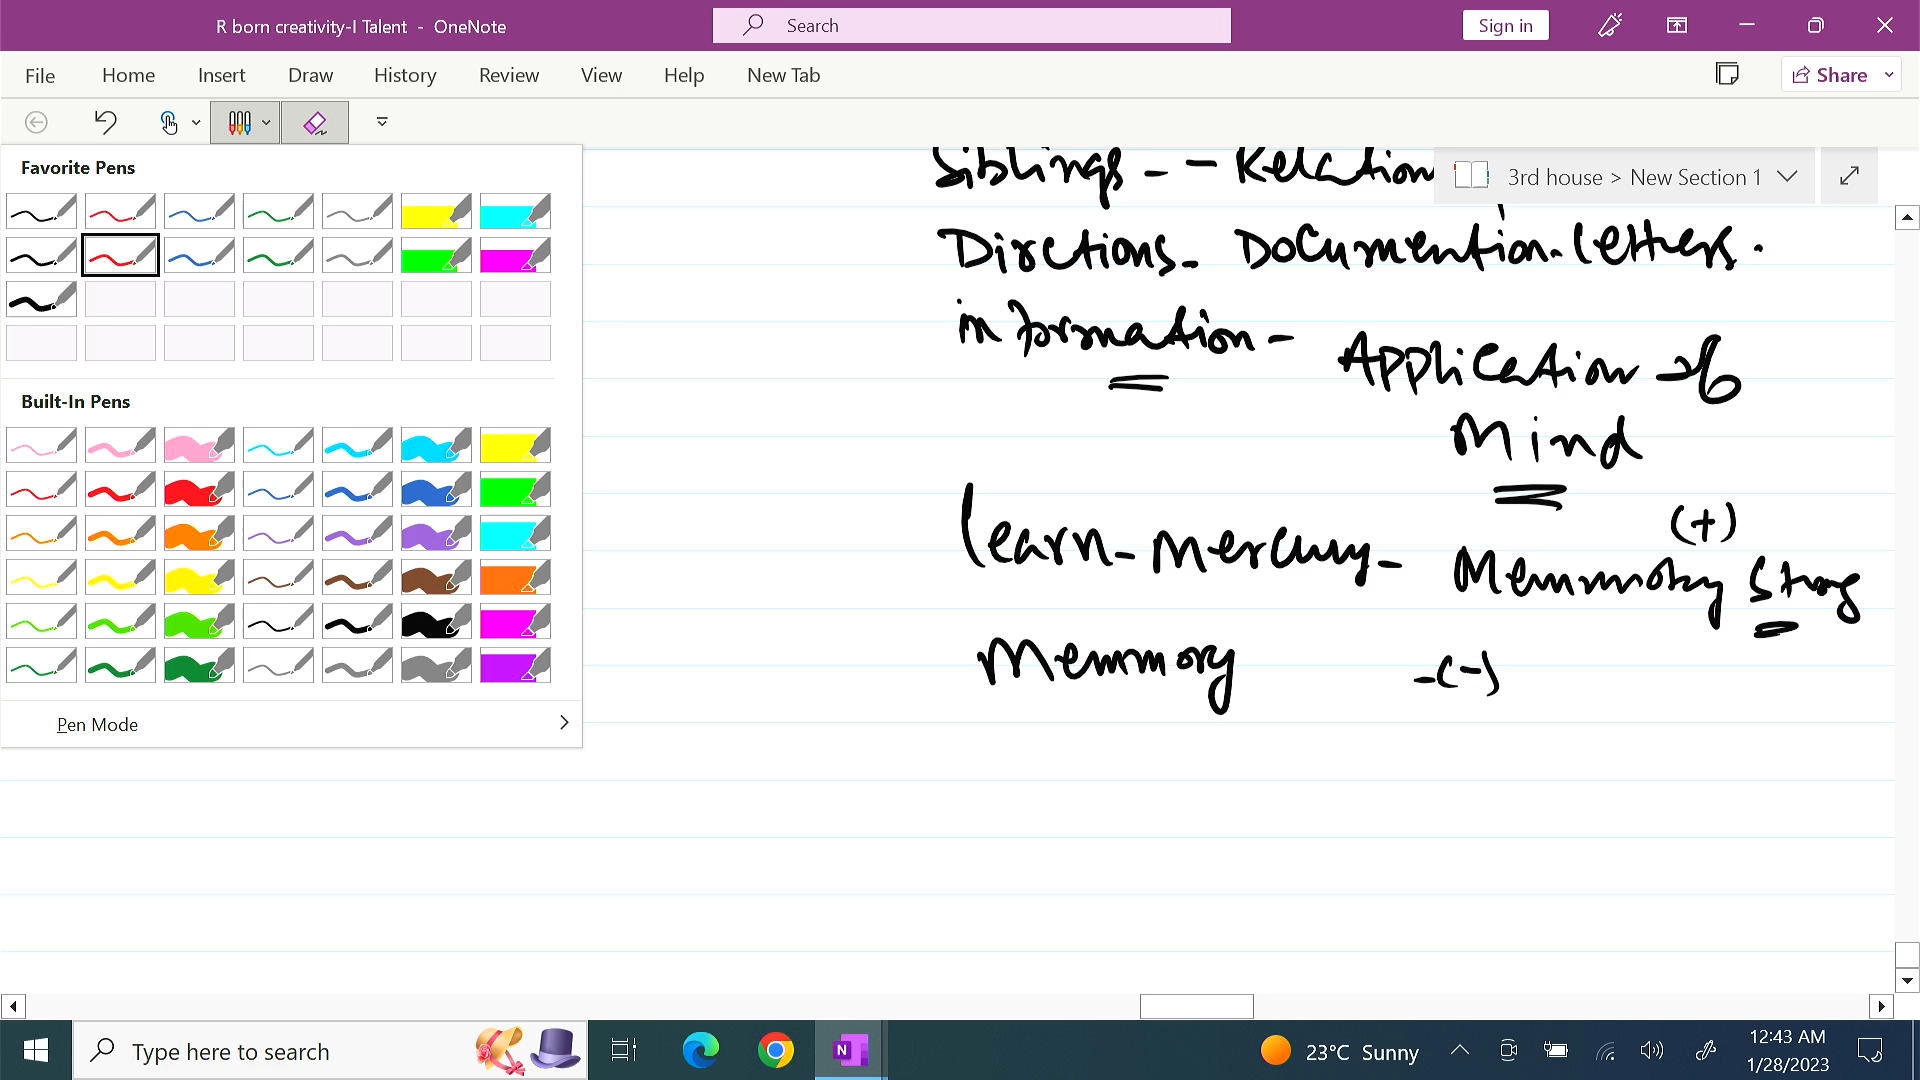 R born creativity-I Talent - OneNote
Search
Sign in
File Home Insert Draw History Review View Help New Tab
Share
Favorite Pens
Built-In Pens
Pen Mode
3rd house > New Section 1
Siblings - - Relation
Directions - Documention - letters.
information - Application of
Mind
(+)
learn - mercury - Memmory Strong
Memmory -(-)
Type here to search
N
23°C Sunny
12:43 AM
1/28/2023